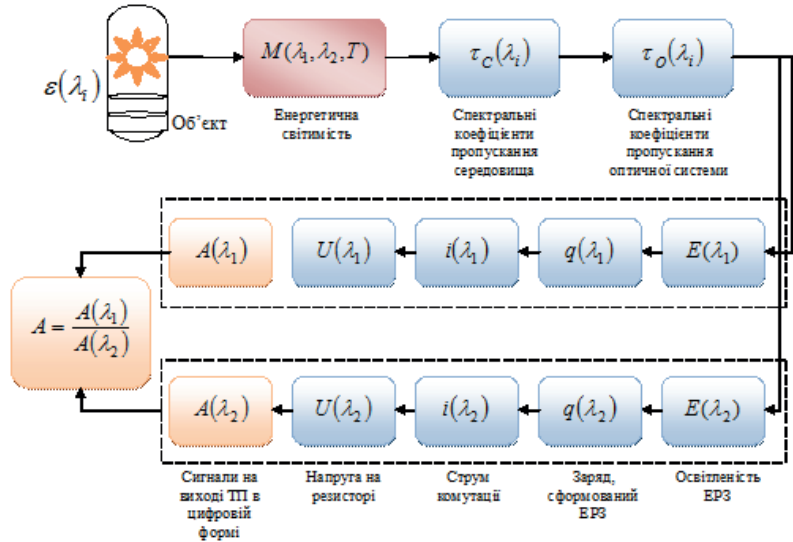 ε(λᵢ)
Об’єкт
M(λ₁,λ₂,T)
Енергетична
світимість
τ_C(λᵢ)
Спектральні
коефіцієнти
пропускання
середовища
τ_O(λᵢ)
Спектральні
коефіцієнти
пропускання
оптичної системи
A(λ₁)
U(λ₁)
i(λ₁)
q(λ₁)
E(λ₁)
A = A(λ₁)/A(λ₂)
A(λ₂)
U(λ₂)
i(λ₂)
q(λ₂)
E(λ₂)
Сигнали на
виході ТП в
цифровій
формі
Напруга на
резисторі
Струм
комутації
Заряд,
сформований
ЕРЗ
Освітленість
ЕРЗ